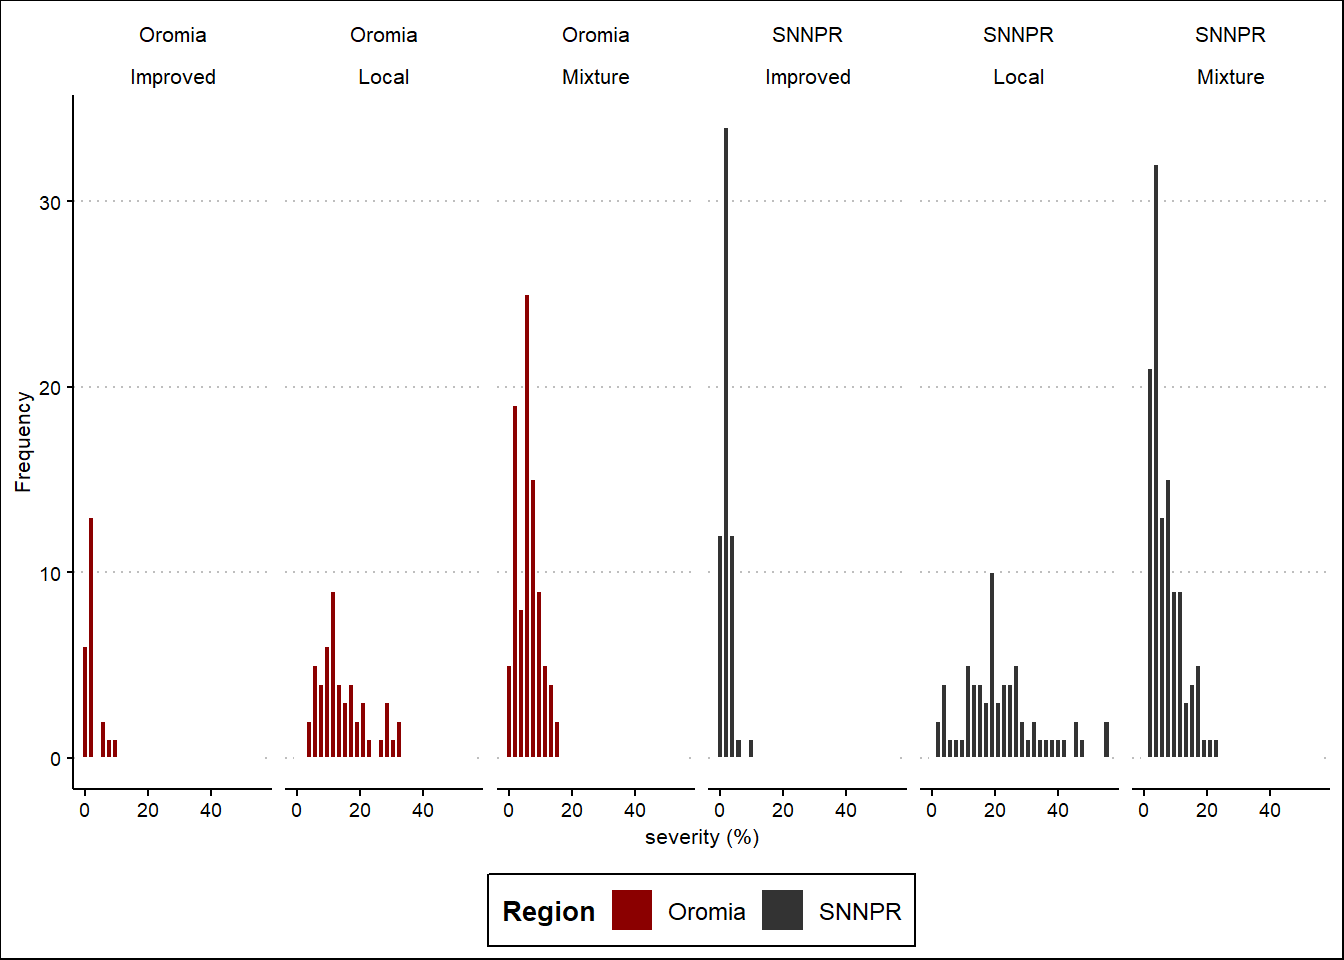 Oromia Oromia Oromia SNNPR SNNPR SNNPR
Improved Local Mixture Improved Local Mixture
30
20
10
0
Frequency
0 20 40 0 20 40 0 20 40 0 20 40 0 20 40 0 20 40
severity (%)
Region Oromia SNNPR